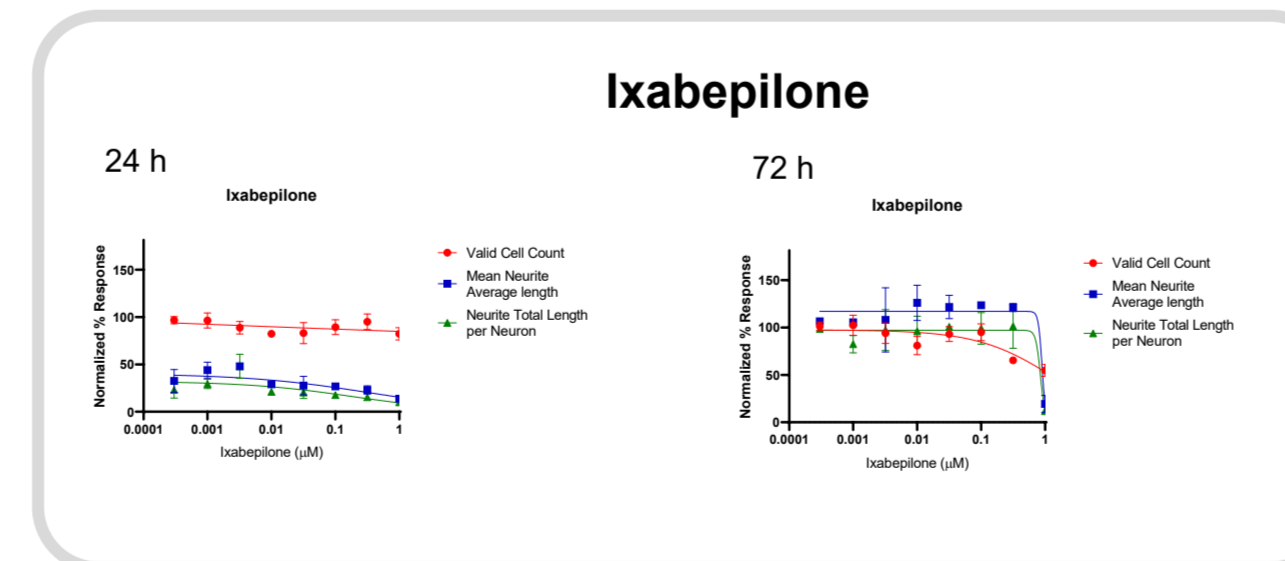 Ixabepilone
24 h
Ixabepilone
Normalized % Response
150
100
50
0
0.0001
0.001
0.01
0.1
1
Ixabepilone (μM)
Valid Cell Count
Mean Neurite
Average length
Neurite Total Length
per Neuron
72 h
Ixabepilone
Normalized % Response
150
100
50
0
0.0001
0.001
0.01
0.1
1
Ixabepilone (μM)
Valid Cell Count
Mean Neurite
Average length
Neurite Total Length
per Neuron